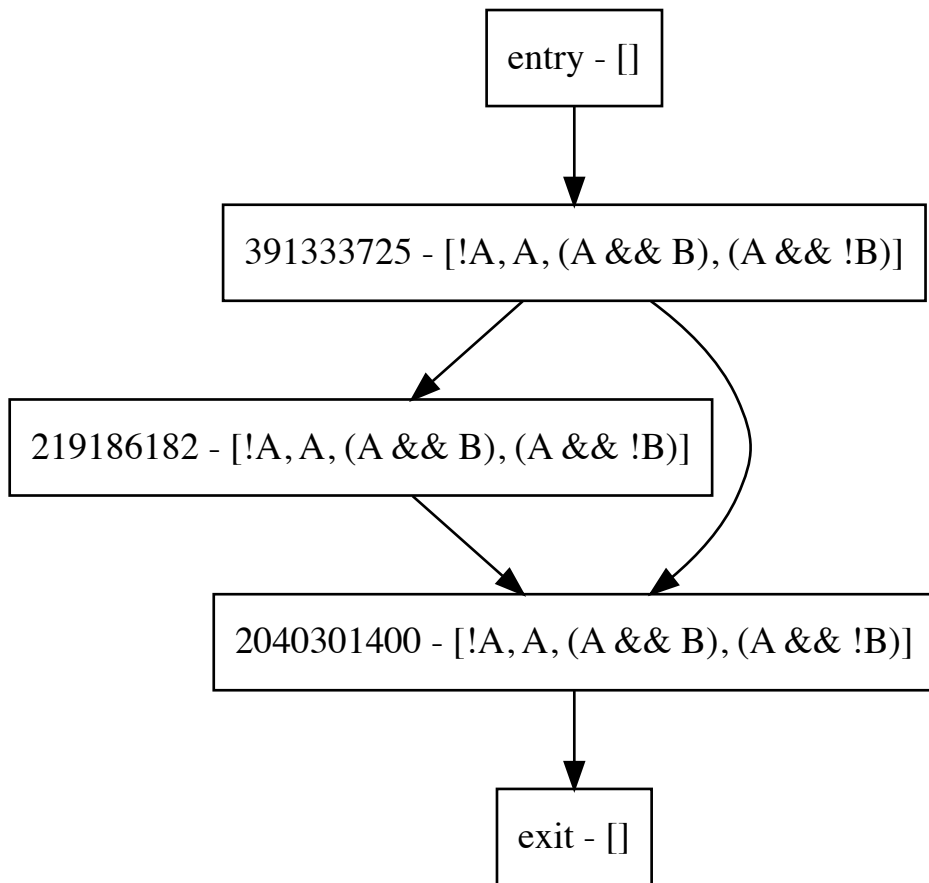 entry - []
391333725 - [!A, A, (A && B), (A && !B)]
219186182 - [!A, A, (A && B), (A && !B)]
2040301400 - [!A, A, (A && B), (A && !B)]
exit - []